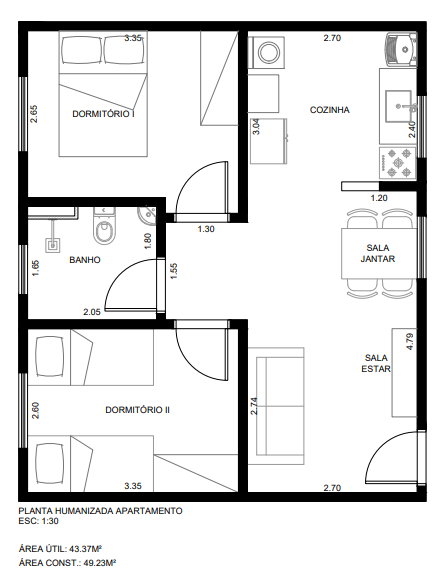 3.35
2.70
2.65
DORMITÓRIO I
COZINHA
3.04
2.40
1.20
1.30
1.80
SALA
JANTAR
1.65
BANHO
1.55
2.05
4.79
SALA
ESTAR
2.60
DORMITÓRIO II
2.74
3.35
2.70
PLANTA HUMANIZADA APARTAMENTO
ESC: 1:30
ÁREA ÚTIL: 43.37M²
ÁREA CONST.: 49.23M²